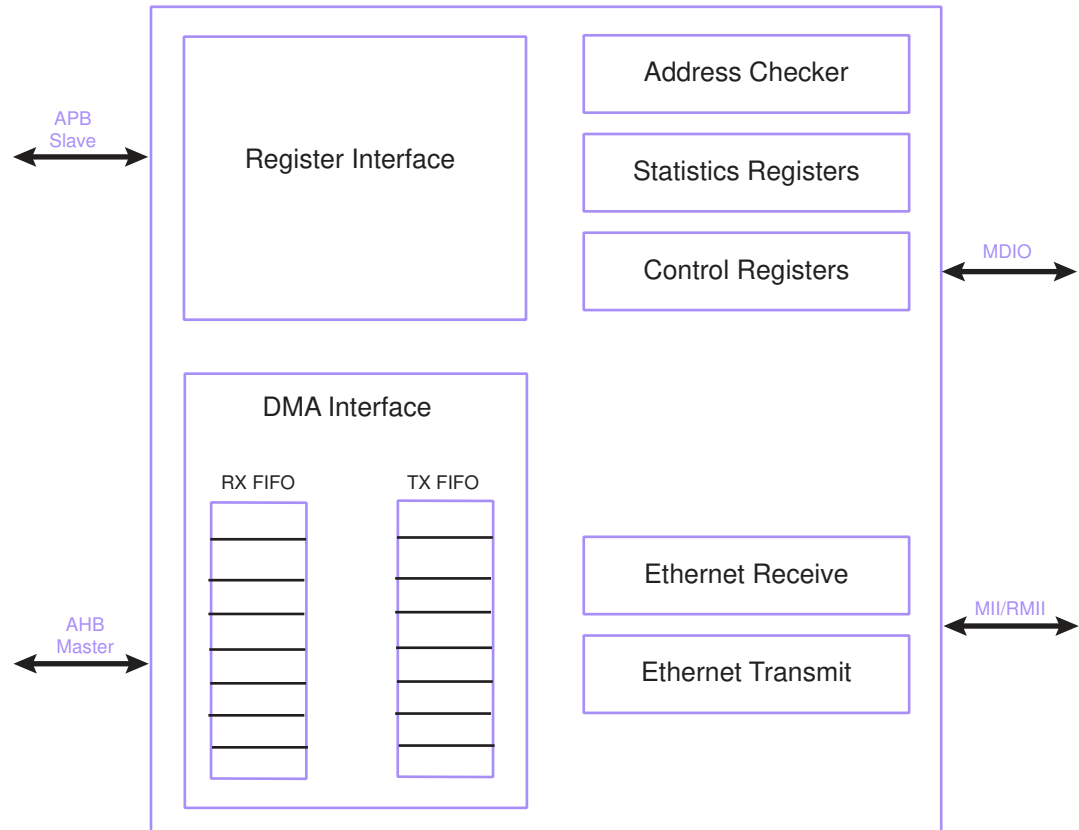 APB
Slave
Register Interface
Address Checker
Statistics Registers
Control Registers
MDIO
DMA Interface
RX FIFO
TX FIFO
AHB
Master
Ethernet Receive
Ethernet Transmit
MII/RMII